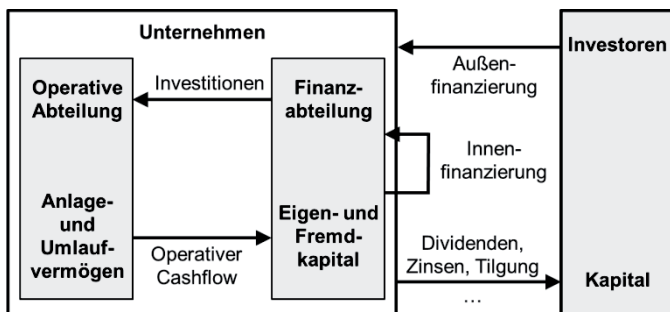 Unternehmen
Operative
Abteilung
Anlage-
und
Umlauf-
vermögen
Investitionen
Operativer
Cashflow
Finanz-
abteilung
Eigen- und
Fremd-
kapital
Außen-
finanzierung
Innen-
finanzierung
Dividenden,
Zinsen, Tilgung
...
Investoren
Kapital